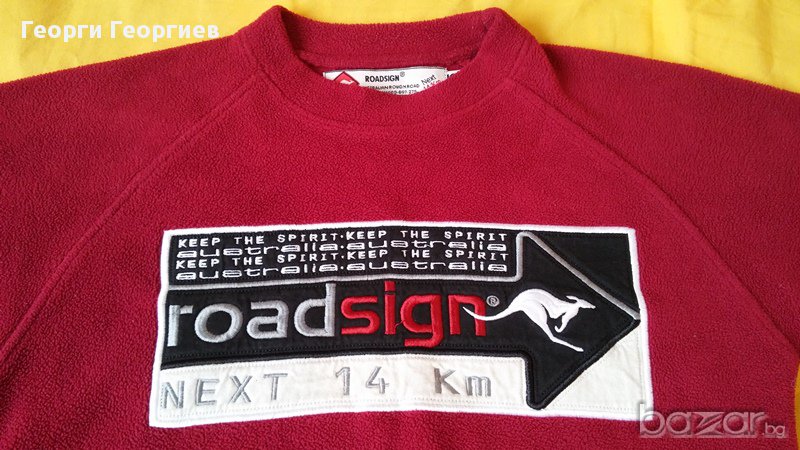 Георги Георгиев
ROADSIGN®
Next
KEEP THE SPIRIT·KEEP THE SPIRIT
australia·australia
KEEP THE SPIRIT·KEEP THE SPIRIT
australia·australia
roadsign®
NEXT 14 Km
bazar.bg